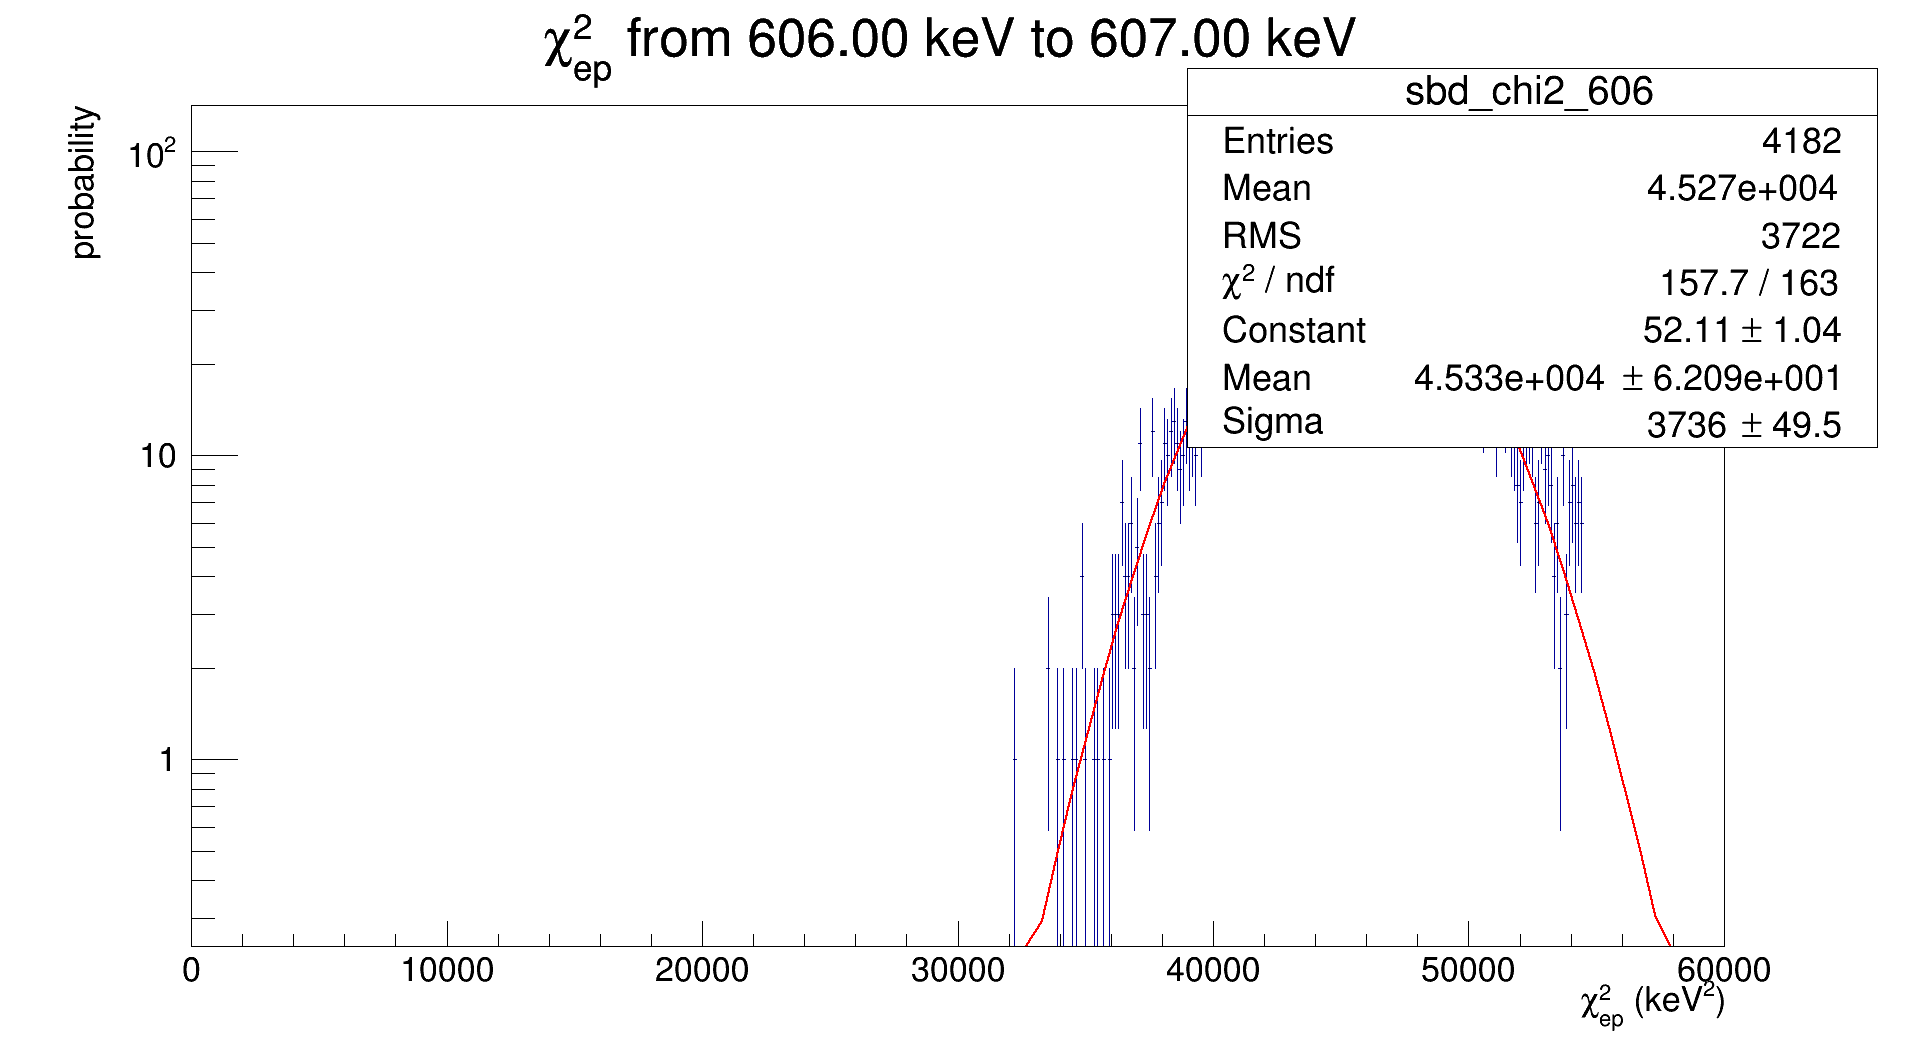 χ²ep from 606.00 keV to 607.00 keV
sbd_chi2_606
Entries 4182
Mean 4.527e+004
RMS 3722
χ² / ndf 157.7 / 163
Constant 52.11 ± 1.04
Mean 4.533e+004 ± 6.209e+001
Sigma 3736 ± 49.5
probability
10²
10
1
0 10000 20000 30000 40000 50000 60000
χ²ep (keV²)